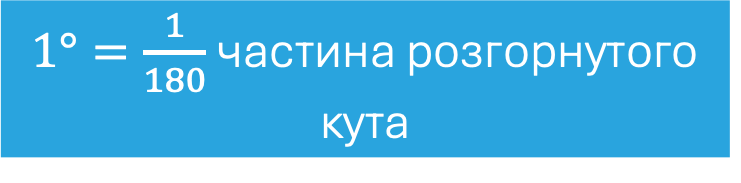 1° = 1/180 частина розгорнутого
кута